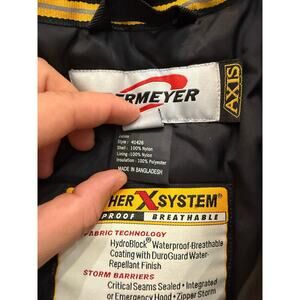 ERMEYER
AXIS
Style : 41426
Shell : 100% Nylon
Lining : 100% Nylon
Insulation: 100% Polyester
MADE IN BANGLADESH
HER X SYSTEM®
PROOF BREATHABLE
FABRIC TECHNOLOGY
HydroBlock® Waterproof-Breathable
Coating with DuroGuard Water-
Repellant Finish
STORM BARRIERS
Critical Seams Sealed • Integrated
or Emergency Hood • Zipper Storm